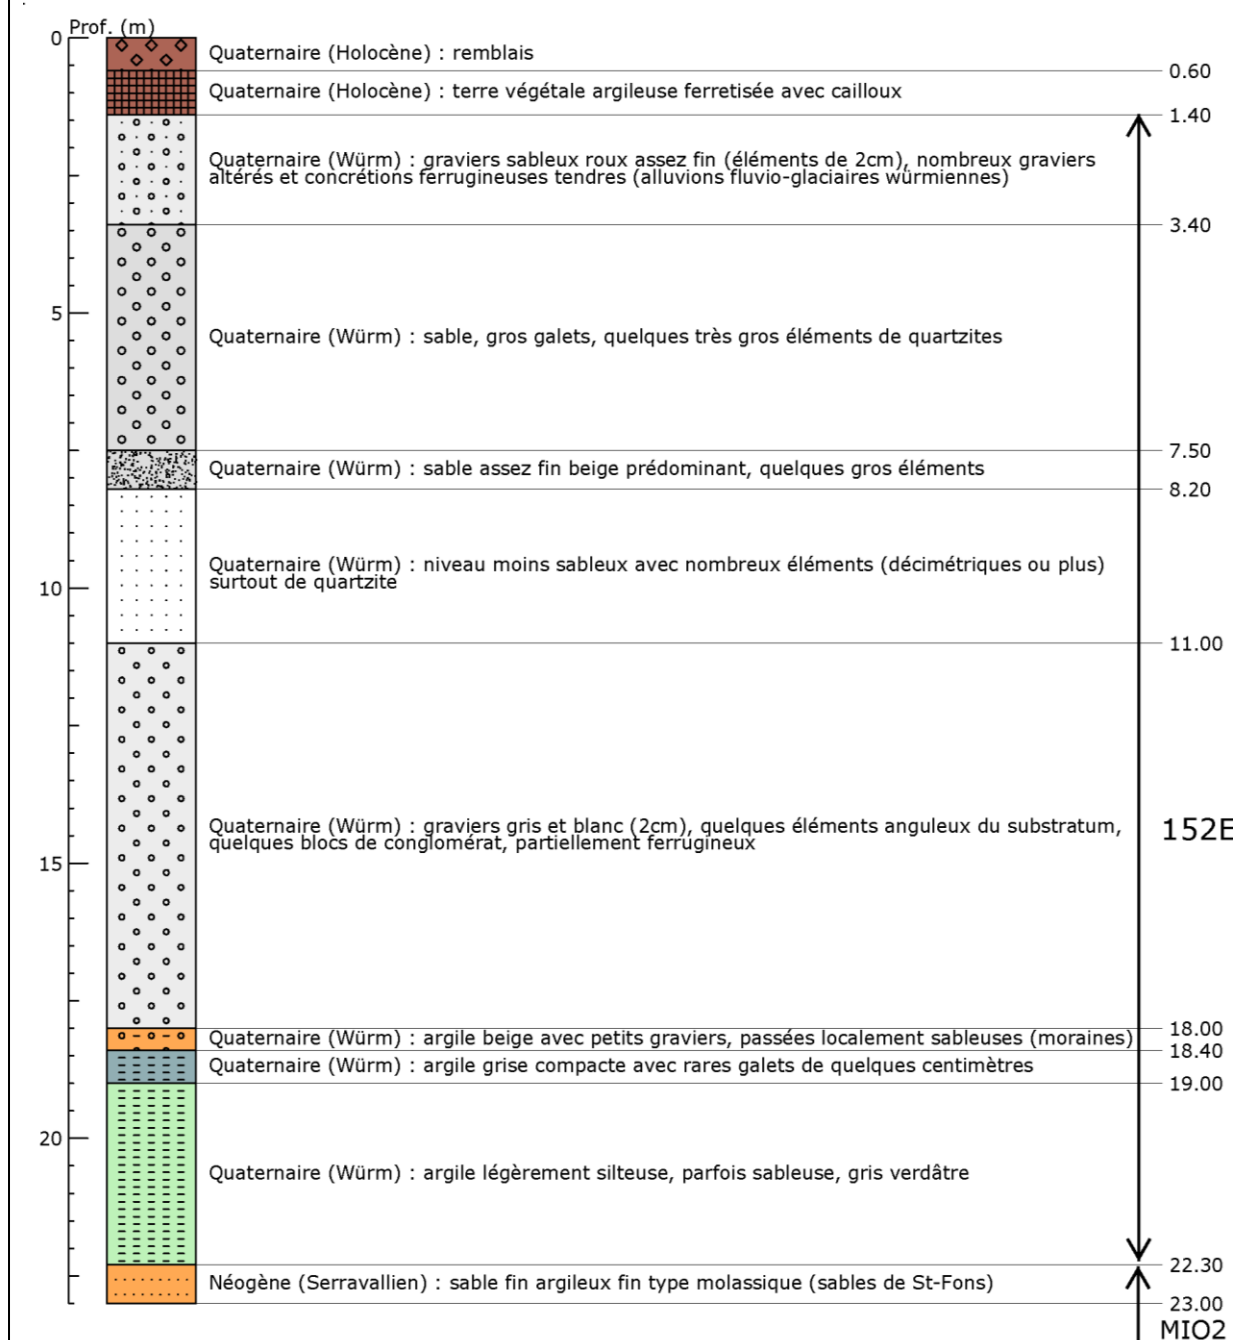 Prof. (m)
0
Quaternaire (Holocène) : remblais
0.60
Quaternaire (Holocène) : terre végétale argileuse ferretisée avec cailloux
1.40
Quaternaire (Würm) : graviers sableux roux assez fin (éléments de 2cm), nombreux graviers
altérés et concrétions ferrugineuses tendres (alluvions fluvio-glaciaires würmiennes)
3.40
5
Quaternaire (Würm) : sable, gros galets, quelques très gros éléments de quartzites
7.50
Quaternaire (Würm) : sable assez fin beige prédominant, quelques gros éléments
8.20
Quaternaire (Würm) : niveau moins sableux avec nombreux éléments (décimétriques ou plus)
surtout de quartzite
10
11.00
Quaternaire (Würm) : graviers gris et blanc (2cm), quelques éléments anguleux du substratum,
quelques blocs de conglomérat, partiellement ferrugineux
152E
15
18.00
Quaternaire (Würm) : argile beige avec petits graviers, passées localement sableuses (moraines)
18.40
Quaternaire (Würm) : argile grise compacte avec rares galets de quelques centimètres
19.00
20
Quaternaire (Würm) : argile légèrement silteuse, parfois sableuse, gris verdâtre
22.30
Néogène (Serravallien) : sable fin argileux fin type molassique (sables de St-Fons)
23.00
MIO2